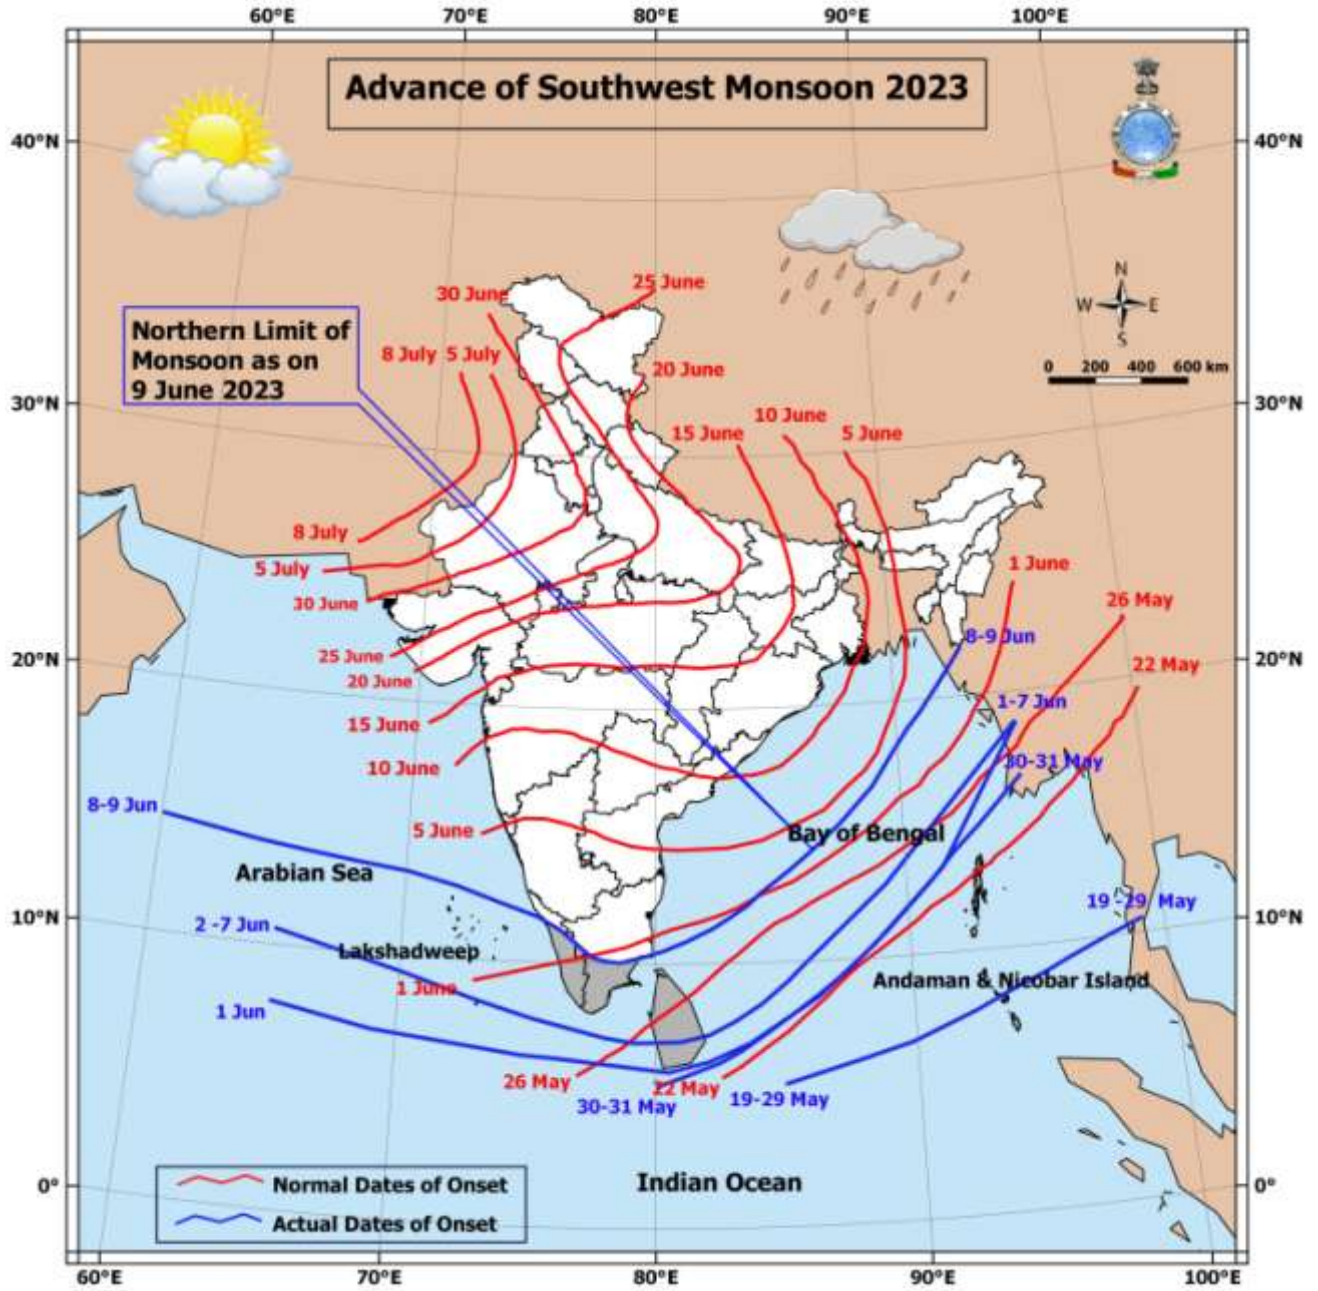 60°E 70°E 80°E 90°E 100°E
Advance of Southwest Monsoon 2023
40°N 40°N
N
W E
S
0 200 400 600 km
25 June
30 June
Northern Limit of
Monsoon as on
9 June 2023
8 July 5 July
20 June
30°N 30°N
10 June
15 June 5 June
8 July
5 July
1 June
30 June
26 May
8-9 Jun
25 June
20°N 20°N
22 May
20 June
1-7 Jun
15 June
30-31 May
10 June
8-9 Jun
5 June
Bay of Bengal
Arabian Sea
19 -29 May
10°N 10°N
2 -7 Jun
Lakshadweep
Andaman & Nicobar Island
1 June
1 Jun
26 May
22 May
30-31 May
19-29 May
0° 0°
Indian Ocean
Normal Dates of Onset
Actual Dates of Onset
60°E 70°E 80°E 90°E 100°E